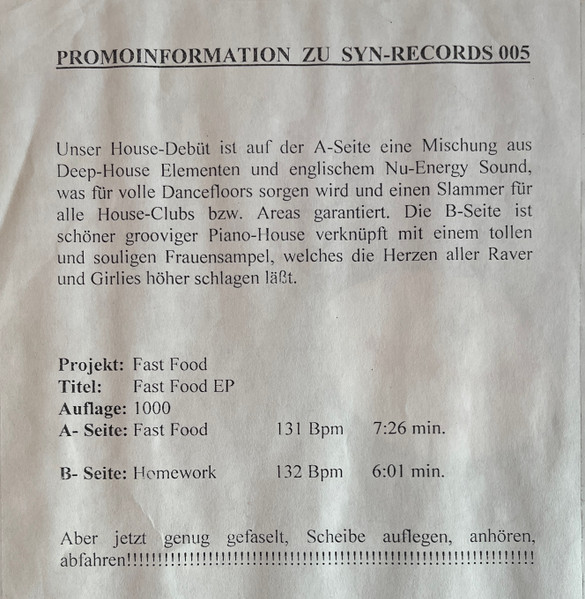 PROMOINFORMATION ZU SYN-RECORDS 005
Unser House-Debüt ist auf der A-Seite eine Mischung aus
Deep-House Elementen und englischem Nu-Energy Sound,
was für volle Dancefloors sorgen wird und einen Slammer für
alle House-Clubs bzw. Areas garantiert. Die B-Seite ist
schöner grooviger Piano-House verknüpft mit einem tollen
und souligen Frauensampel, welches die Herzen aller Raver
und Girlies höher schlagen läßt.
Projekt: Fast Food
Titel: Fast Food EP
Auflage: 1000
A- Seite: Fast Food 131 Bpm 7:26 min.
B- Seite: Homework 132 Bpm 6:01 min.
Aber jetzt genug gefaselt, Scheibe auflegen, anhören,
abfahren!!!!!!!!!!!!!!!!!!!!!!!!!!!!!!!!!!!!!!!!!!!!!!!!!!!!!!!!!!!!!!!!!!